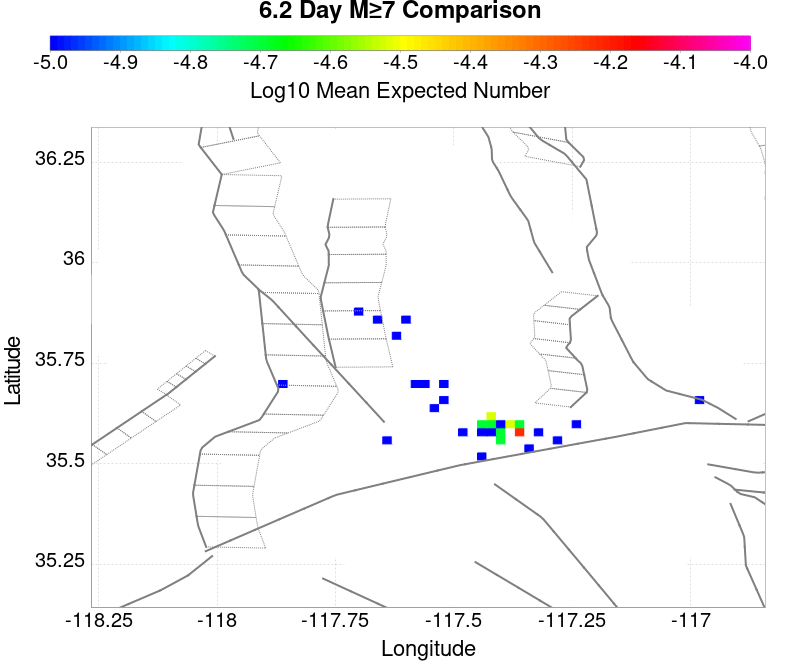 6.2 Day M≥7 Comparison
-5.0 -4.9 -4.8 -4.7 -4.6 -4.5 -4.4 -4.3 -4.2 -4.1 -4.0
Log10 Mean Expected Number
36.25
36
35.75
35.5
35.25
Latitude
-118.25 -118 -117.75 -117.5 -117.25 -117
Longitude